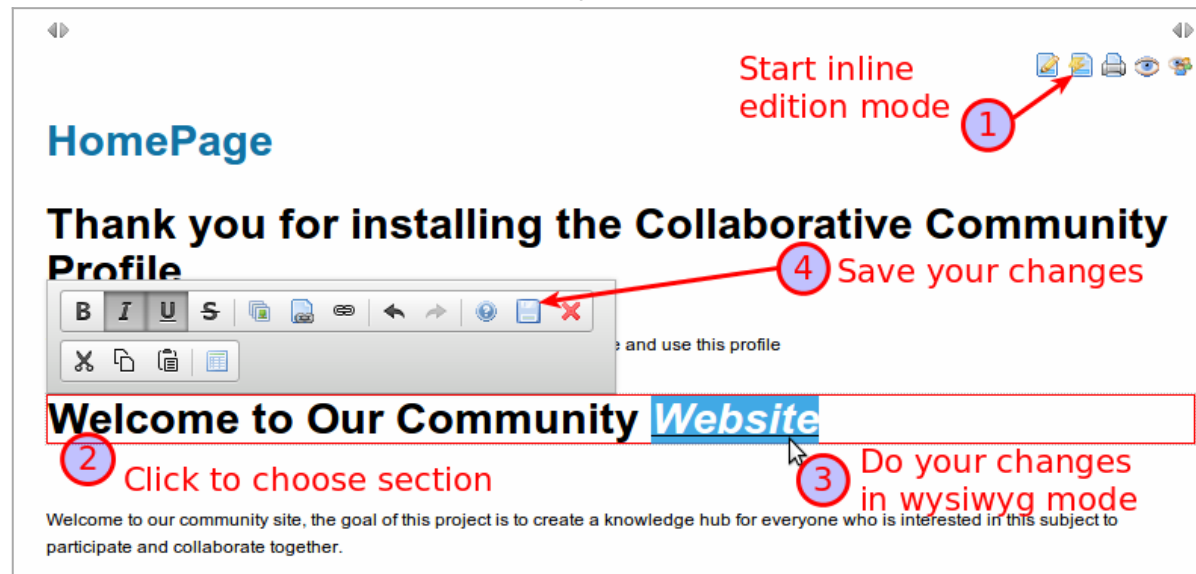 Start inline
edition mode
1
HomePage
Thank you for installing the Collaborative Community
Profile
4 Save your changes
B I U S
and use this profile
Welcome to Our Community Website
2
Click to choose section
3
Do your changes
in wysiwyg mode
Welcome to our community site, the goal of this project is to create a knowledge hub for everyone who is interested in this subject to
participate and collaborate together.